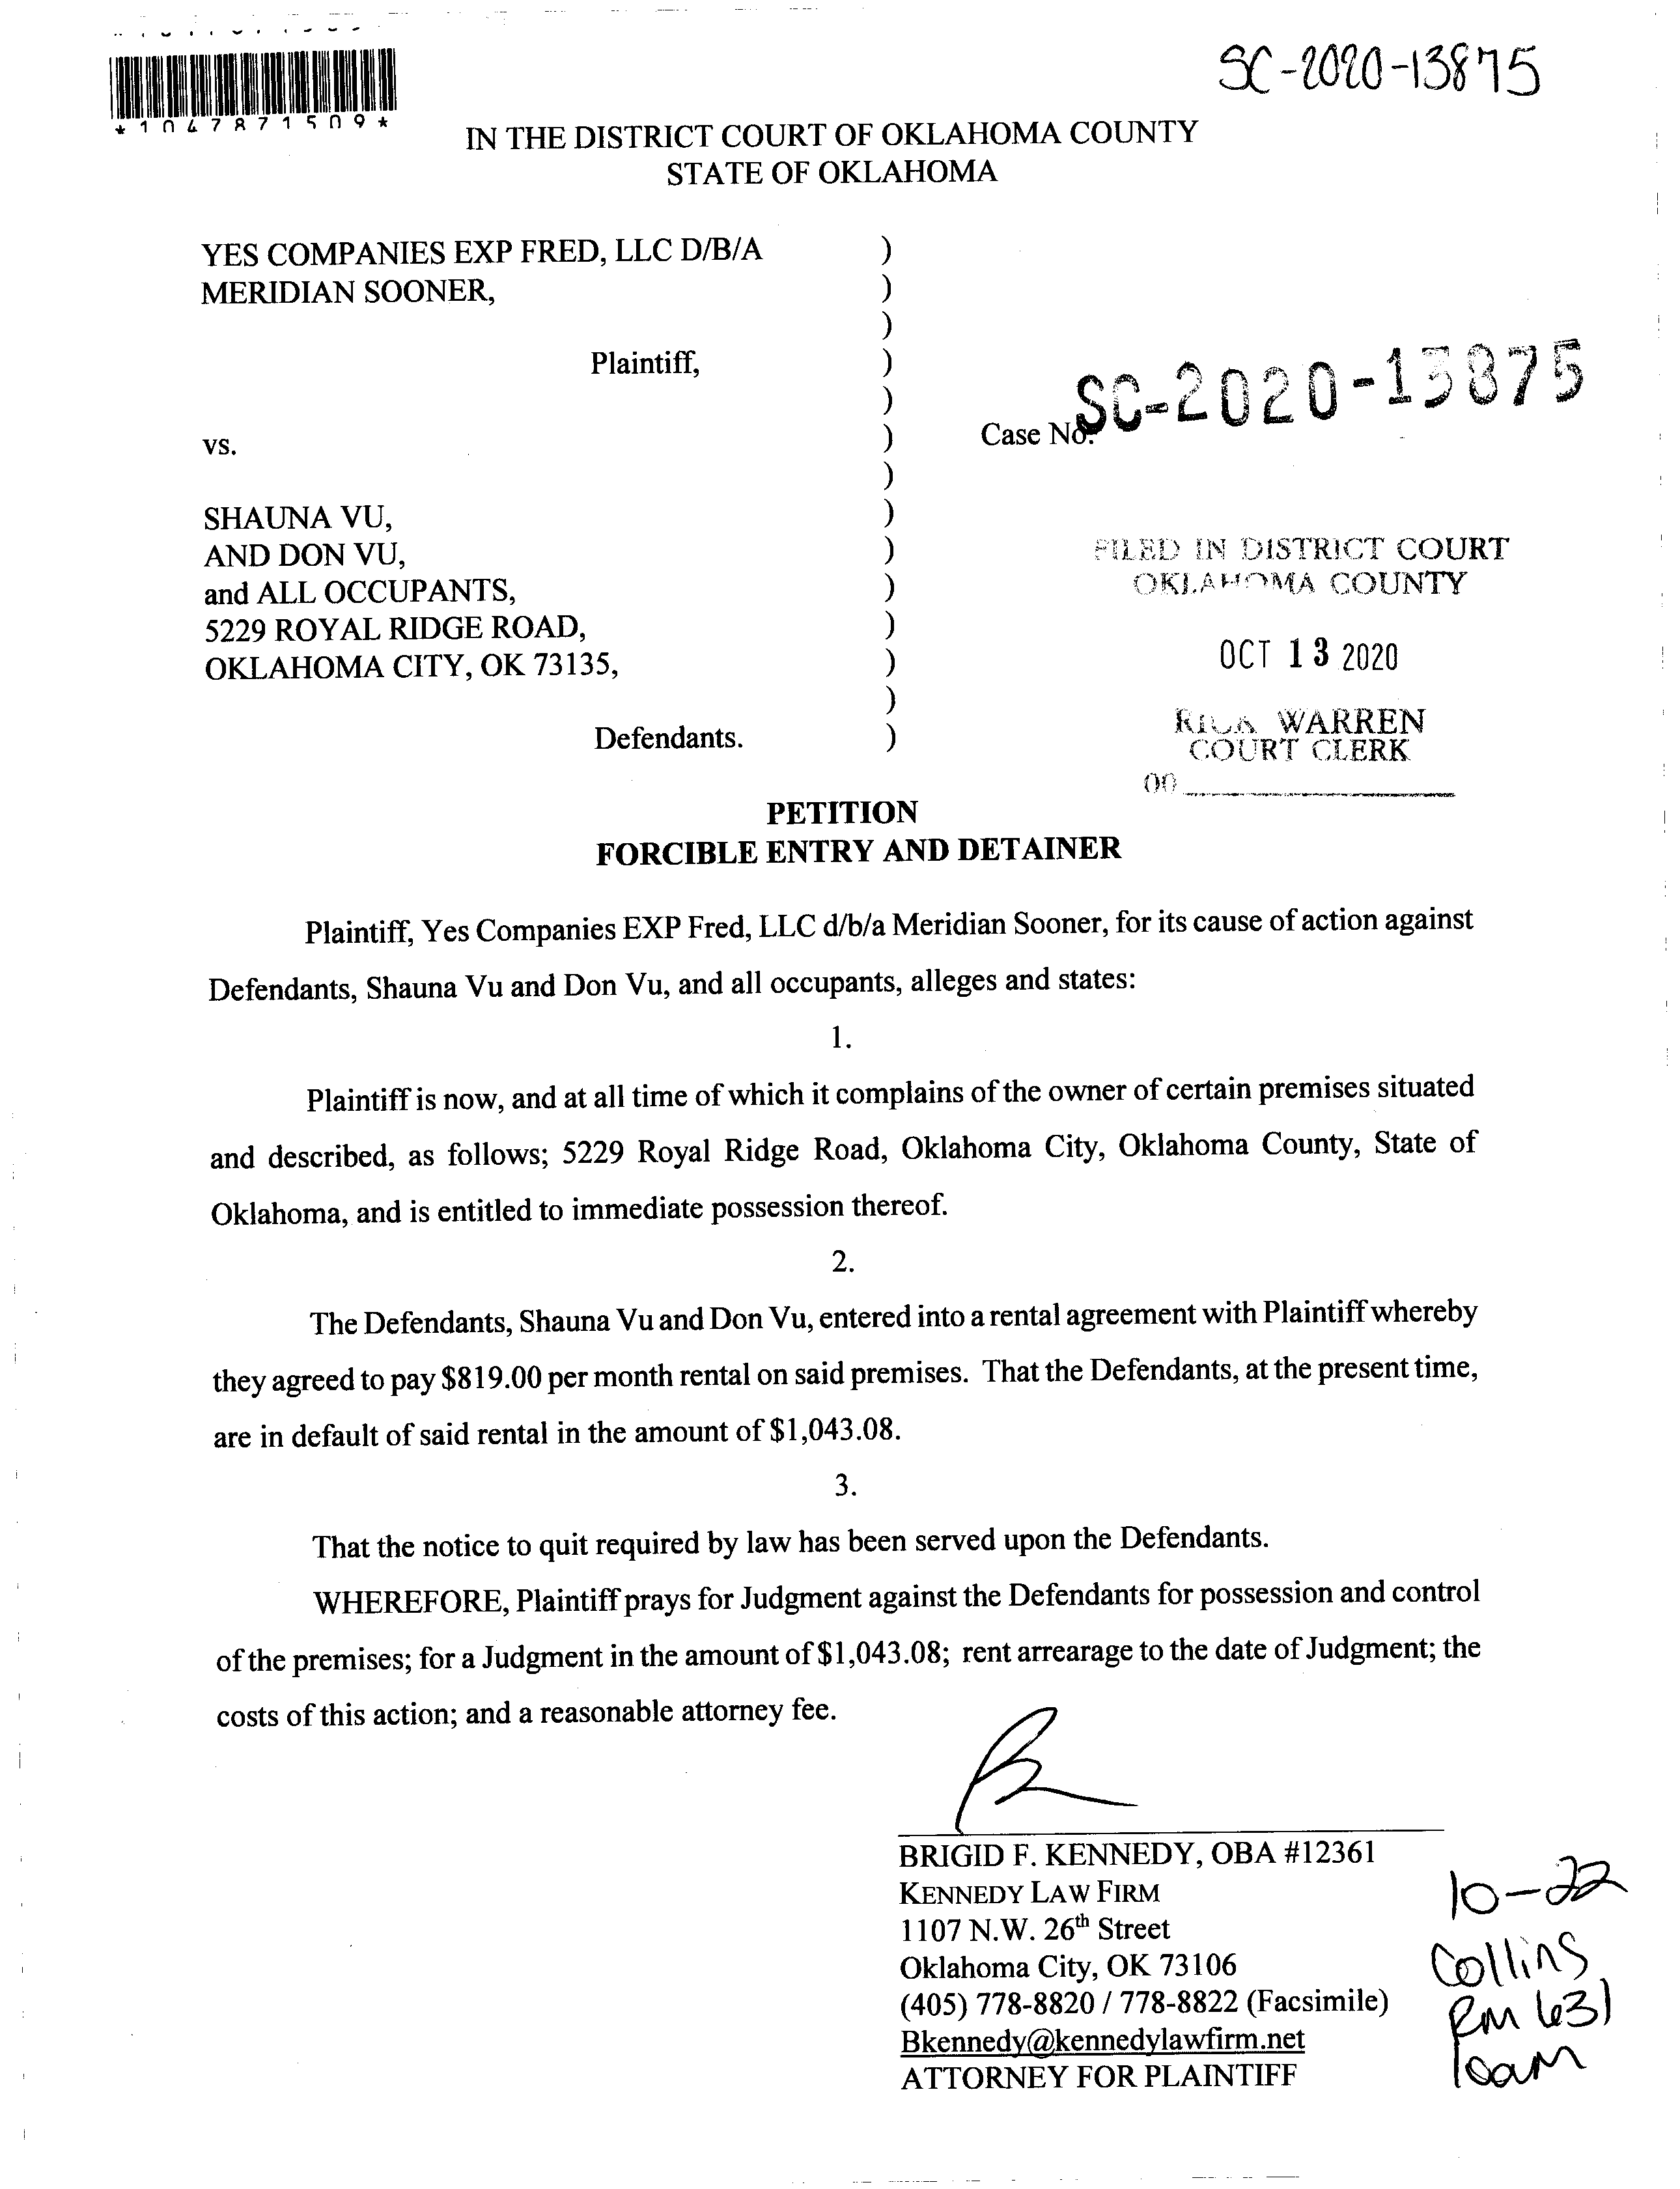 SC-2020-13875
*1047871509*
IN THE DISTRICT COURT OF OKLAHOMA COUNTY
STATE OF OKLAHOMA
YES COMPANIES EXP FRED, LLC D/B/A )
MERIDIAN SOONER, )
)
Plaintiff, )
)
vs. )
)
SHAUNA VU, )
AND DON VU, )
and ALL OCCUPANTS, )
5229 ROYAL RIDGE ROAD, )
OKLAHOMA CITY, OK 73135, )
)
Defendants. )
Case No. SC-2020-13875
FILED IN DISTRICT COURT
OKLAHOMA COUNTY
OCT 13 2020
RICK WARREN
COURT CLERK
00
PETITION
FORCIBLE ENTRY AND DETAINER
Plaintiff, Yes Companies EXP Fred, LLC d/b/a Meridian Sooner, for its cause of action against
Defendants, Shauna Vu and Don Vu, and all occupants, alleges and states:
1.
Plaintiff is now, and at all time of which it complains of the owner of certain premises situated
and described, as follows; 5229 Royal Ridge Road, Oklahoma City, Oklahoma County, State of
Oklahoma, and is entitled to immediate possession thereof.
2.
The Defendants, Shauna Vu and Don Vu, entered into a rental agreement with Plaintiff whereby
they agreed to pay $819.00 per month rental on said premises. That the Defendants, at the present time,
are in default of said rental in the amount of $1,043.08.
3.
That the notice to quit required by law has been served upon the Defendants.
WHEREFORE, Plaintiff prays for Judgment against the Defendants for possession and control
of the premises; for a Judgment in the amount of $1,043.08; rent arrearage to the date of Judgment; the
costs of this action; and a reasonable attorney fee.
BRIGID F. KENNEDY, OBA #12361
KENNEDY LAW FIRM
1107 N.W. 26th Street
Oklahoma City, OK 73106
(405) 778-8820 / 778-8822 (Facsimile)
Bkennedy@kennedylawfirm.net
ATTORNEY FOR PLAINTIFF
10-22
Collins
RM 631
10am